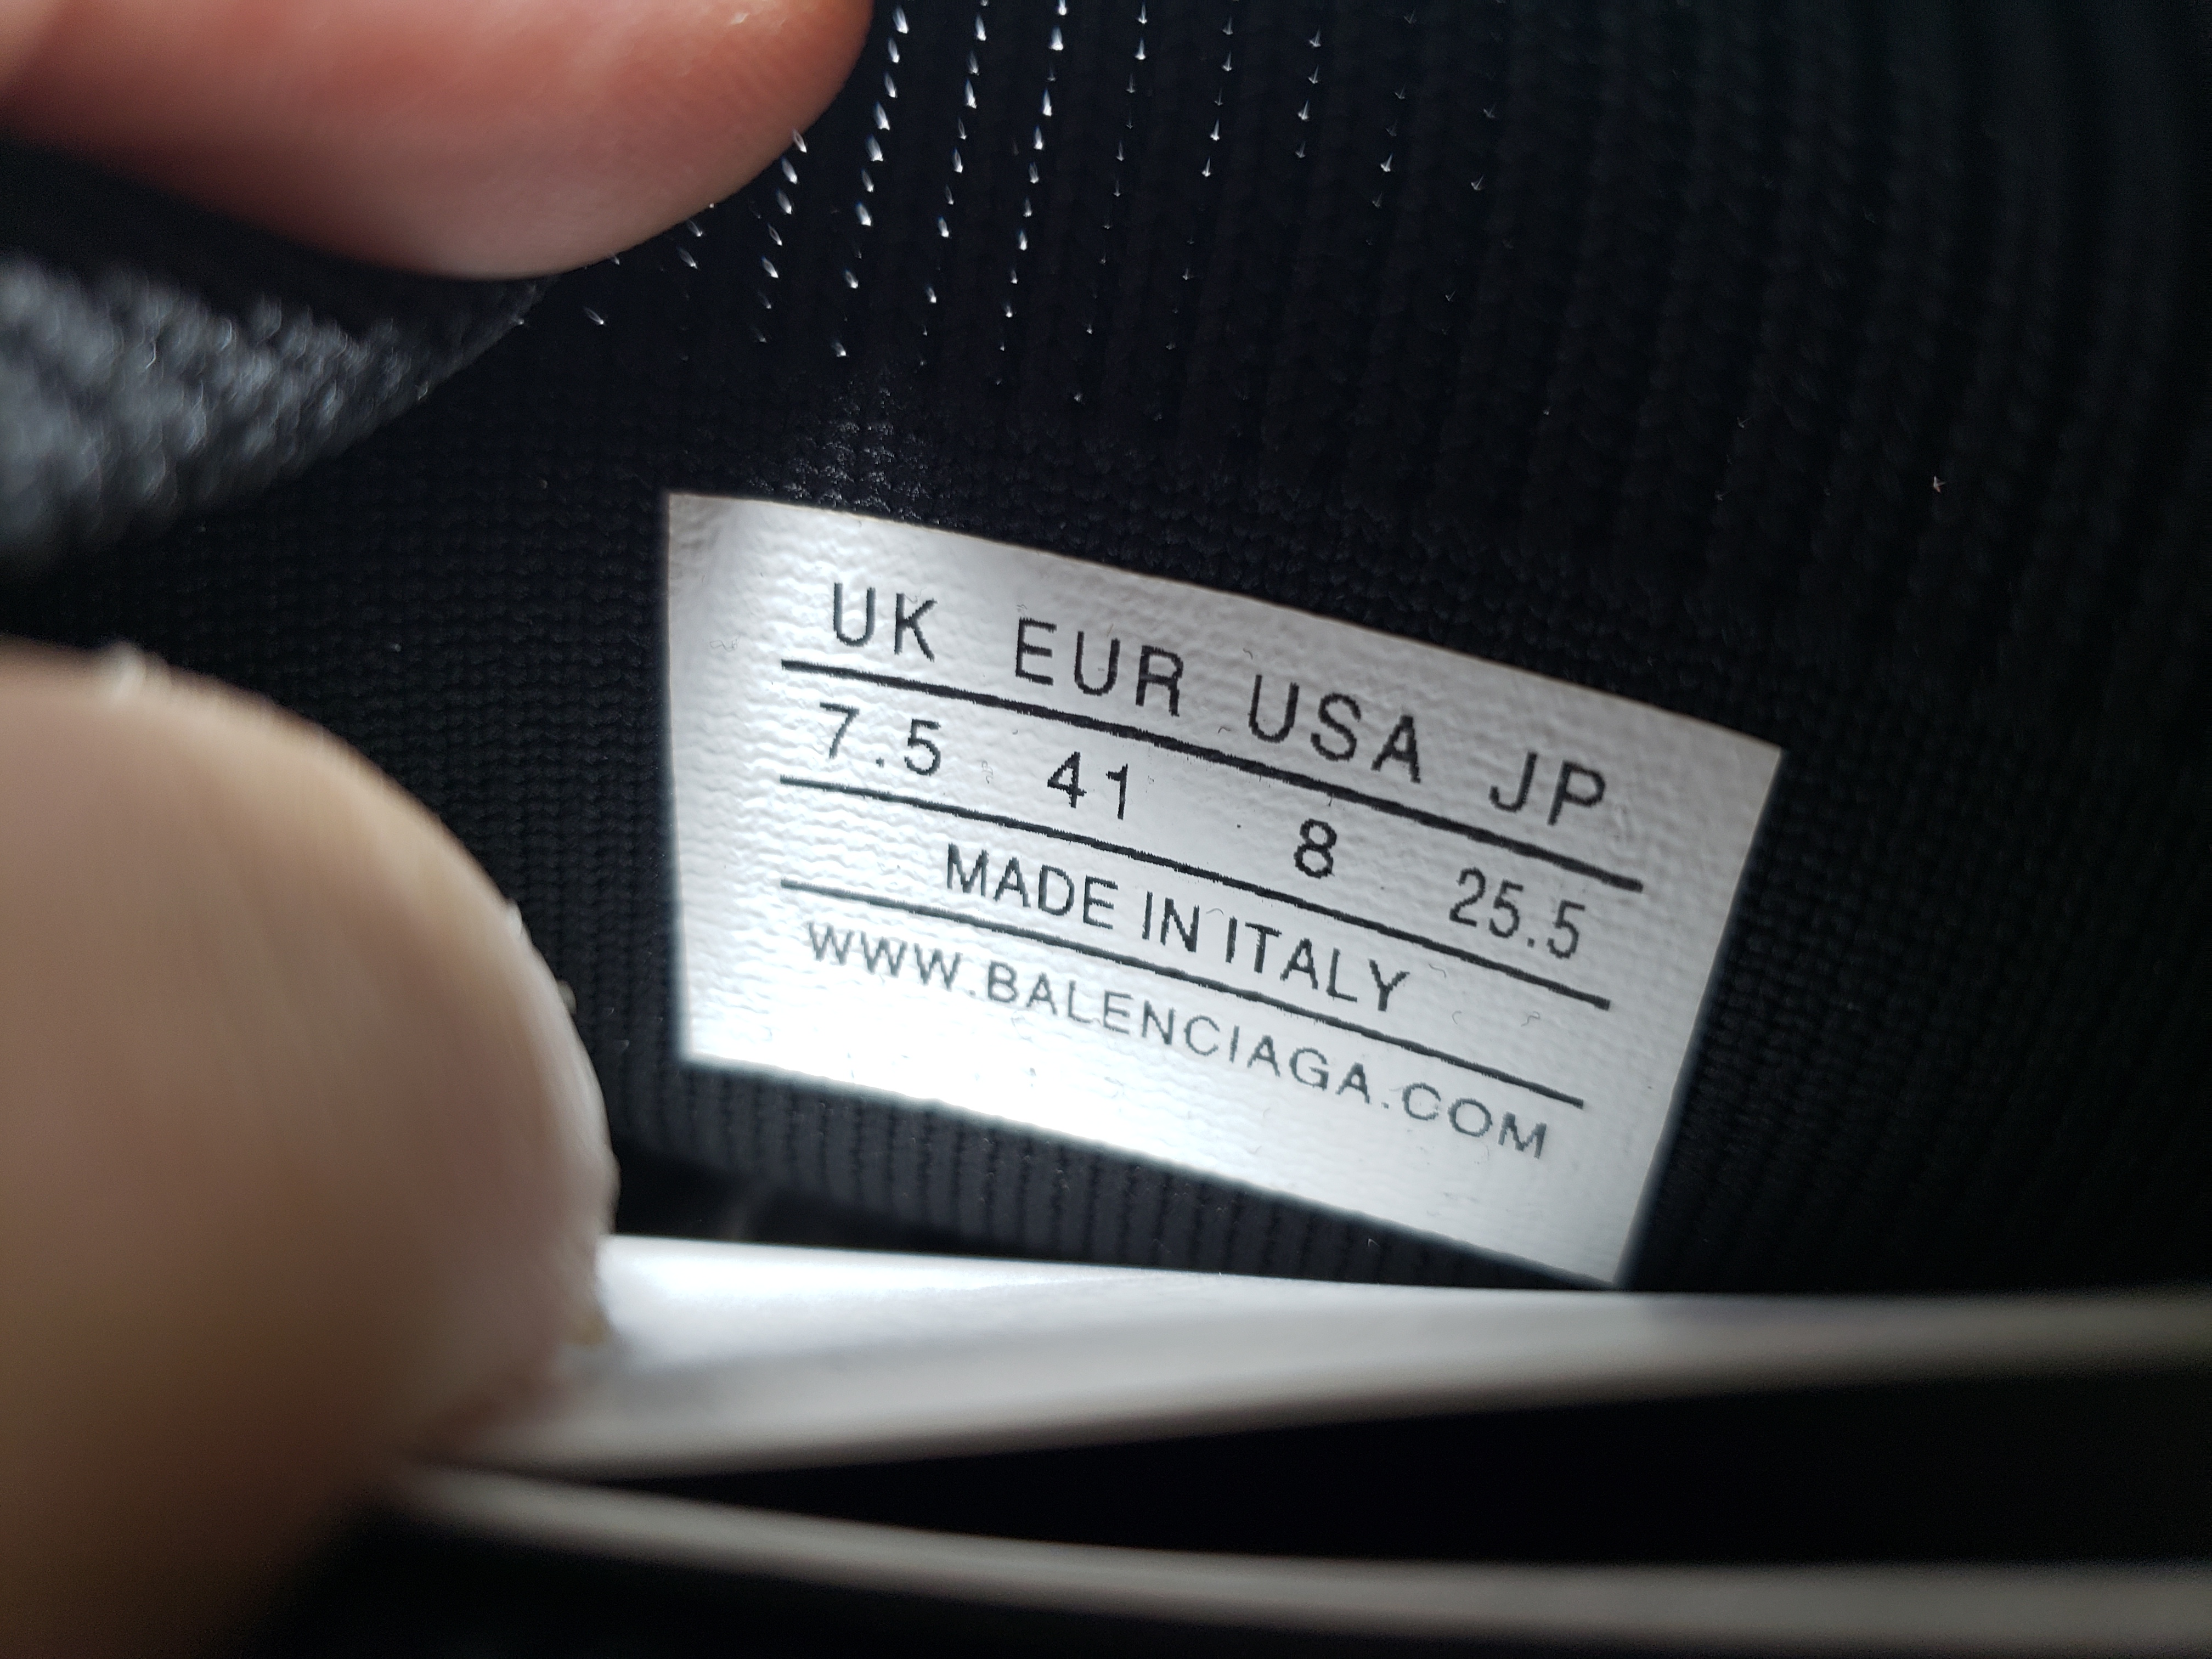 UK EUR USA JP
7.5 41 8 25.5
MADE IN ITALY
WWW.BALENCIAGA.COM